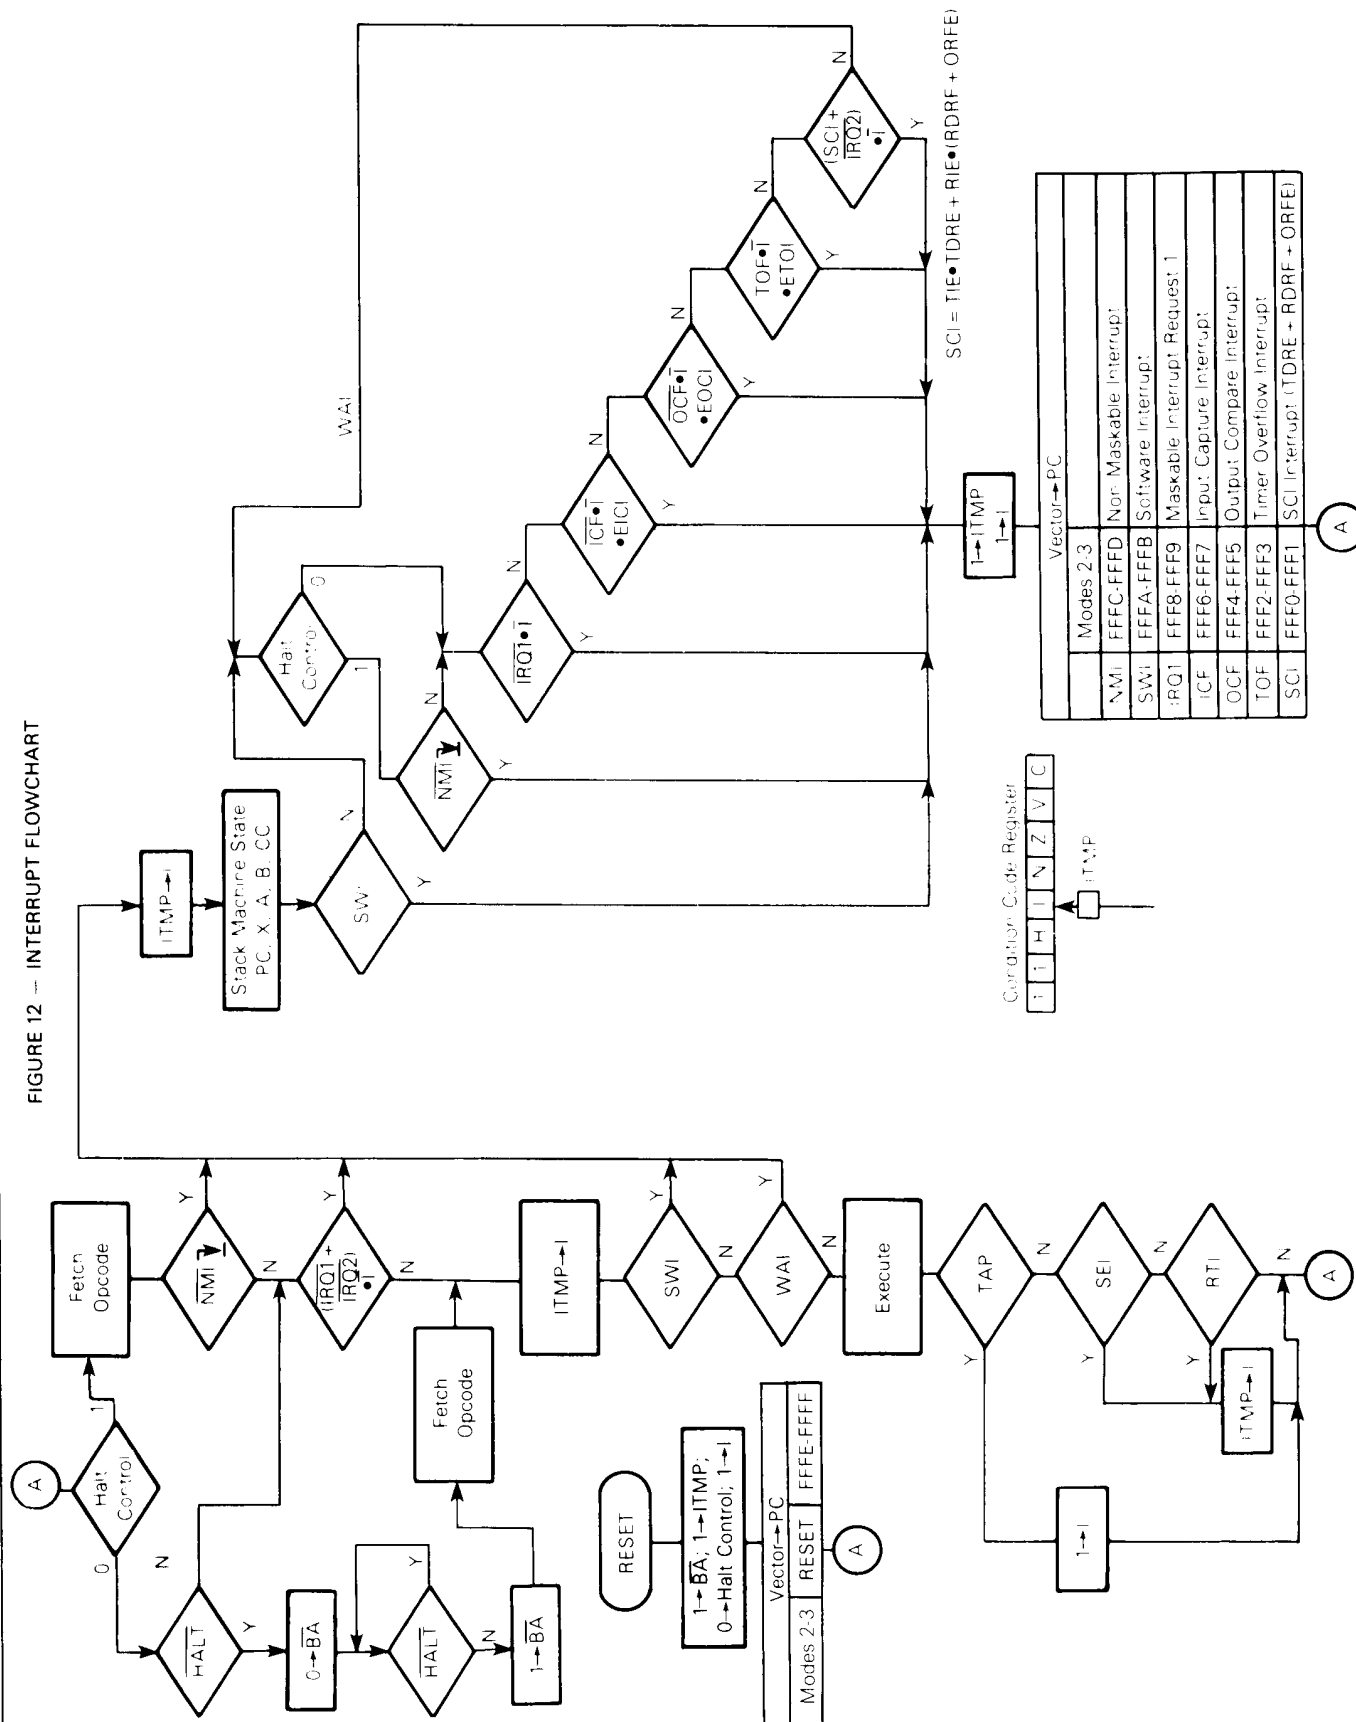 FIGURE 12 — INTERRUPT FLOWCHART
A
Halt
Control
1
0
Fetch
Opcode
NMI
Y
N
(IRQ1 +
IRQ2)
•I
Y
N
HALT
N
Y
0→BA
HALT
Y
N
1→BA
Fetch
Opcode
ITMP→I
SWI
Y
N
WAI
Y
N
Execute
TAP
Y
N
SEI
Y
N
RTI
Y
N
ITMP→I
1→I
A
RESET
1→BA; 1→ITMP;
0→Halt Control; 1→I
Vector→PC
Modes 2-3 RESET FFFE-FFFF
A
ITMP→I
Stack Machine State
PC, X, A, B, CC
SWI
N
Y
WAI
Halt
Control
0
1
NMI
N
Y
IRQ1•I
N
Y
ICF•I
•EICI
N
Y
OCF•I
•EOCI
N
Y
TOF•I
•ETOI
N
Y
(SCI +
IRQ2)
•I
N
Y
SCI = TIE•TDRE + RIE•(RDRF + ORFE)
1→ITMP
1→I
Vector→PC
Modes 2-3
NMI FFFC-FFFD Non-Maskable Interrupt
SWI FFFA-FFFB Software Interrupt
IRQ1 FFF8-FFF9 Maskable Interrupt Request 1
ICF FFF6-FFF7 Input Capture Interrupt
OCF FFF4-FFF5 Output Compare Interrupt
TOF FFF2-FFF3 Timer Overflow Interrupt
SCI FFF0-FFF1 SCI Interrupt (TDRE + RDRF + ORFE)
A
Condition Code Register
1 1 H I N Z V C
ITMP